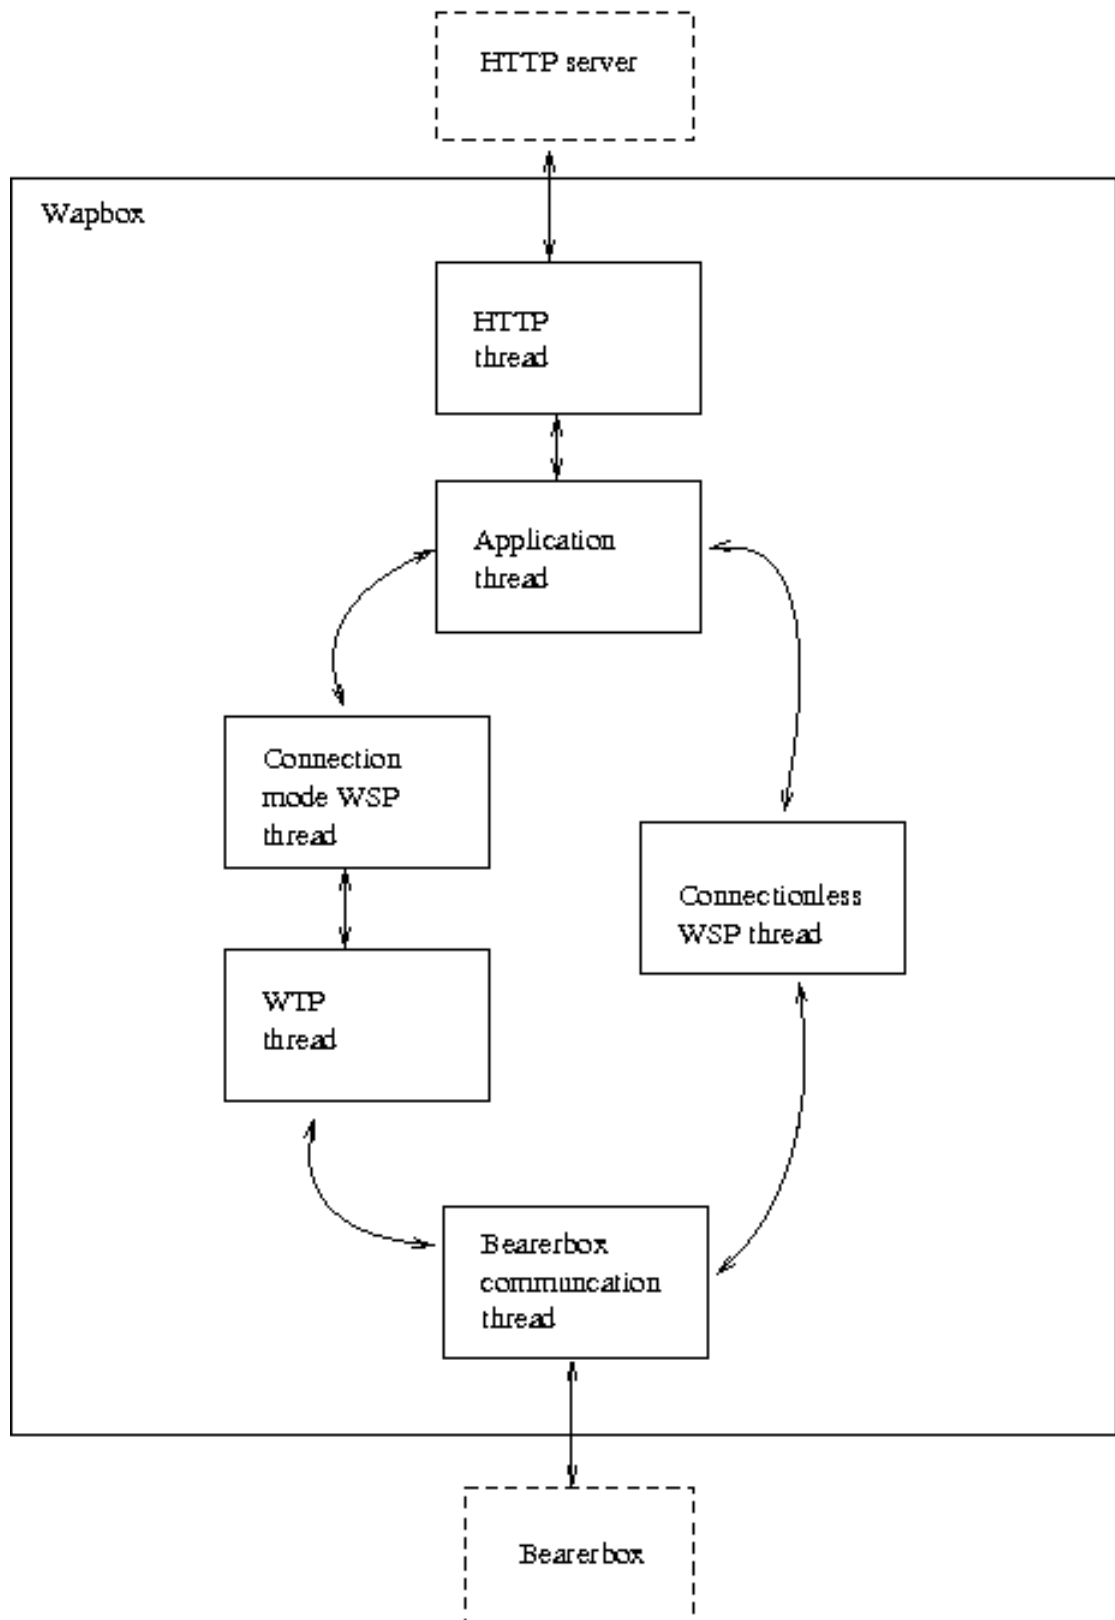 HTTP server
Wapbox
HTTP
thread
Application
thread
Connection
mode WSP
thread
Connectionless
WSP thread
WTP
thread
Bearerbox
communcation
thread
Bearerbox